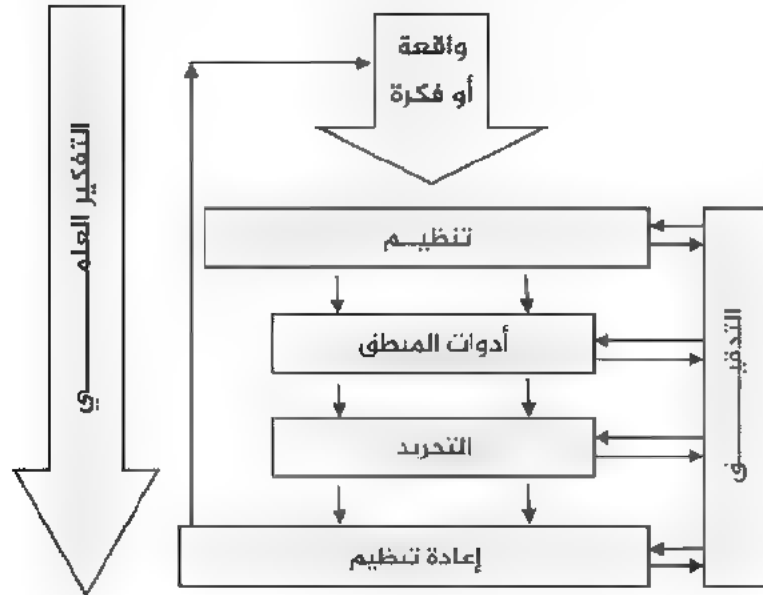 واقعة
أو فكرة
التفكير العلمي
تنظيم
أدوات المنطق
التجريد
إعادة تنظيم
التدقيق